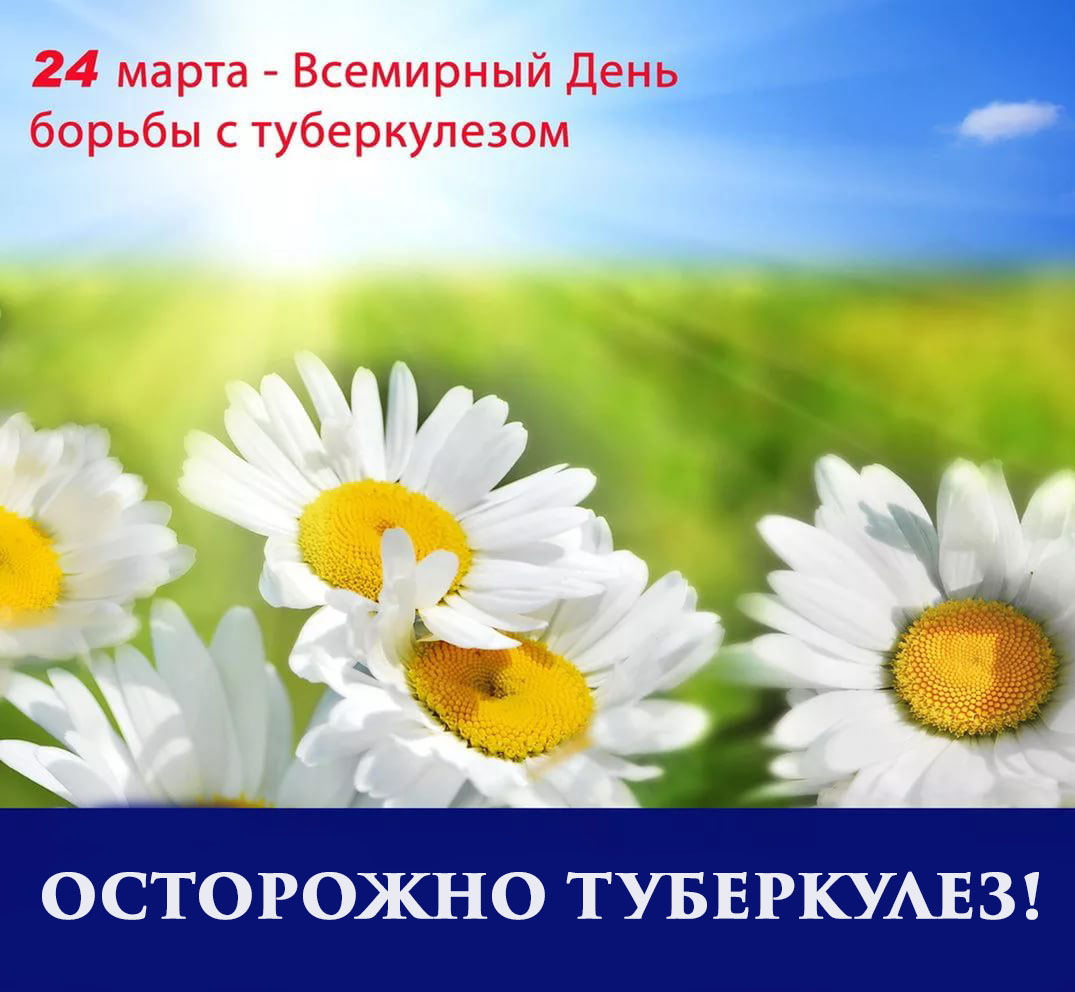 24 марта - Всемирный День
борьбы с туберкулезом
ОСТОРОЖНО ТУБЕРКУЛЕЗ!